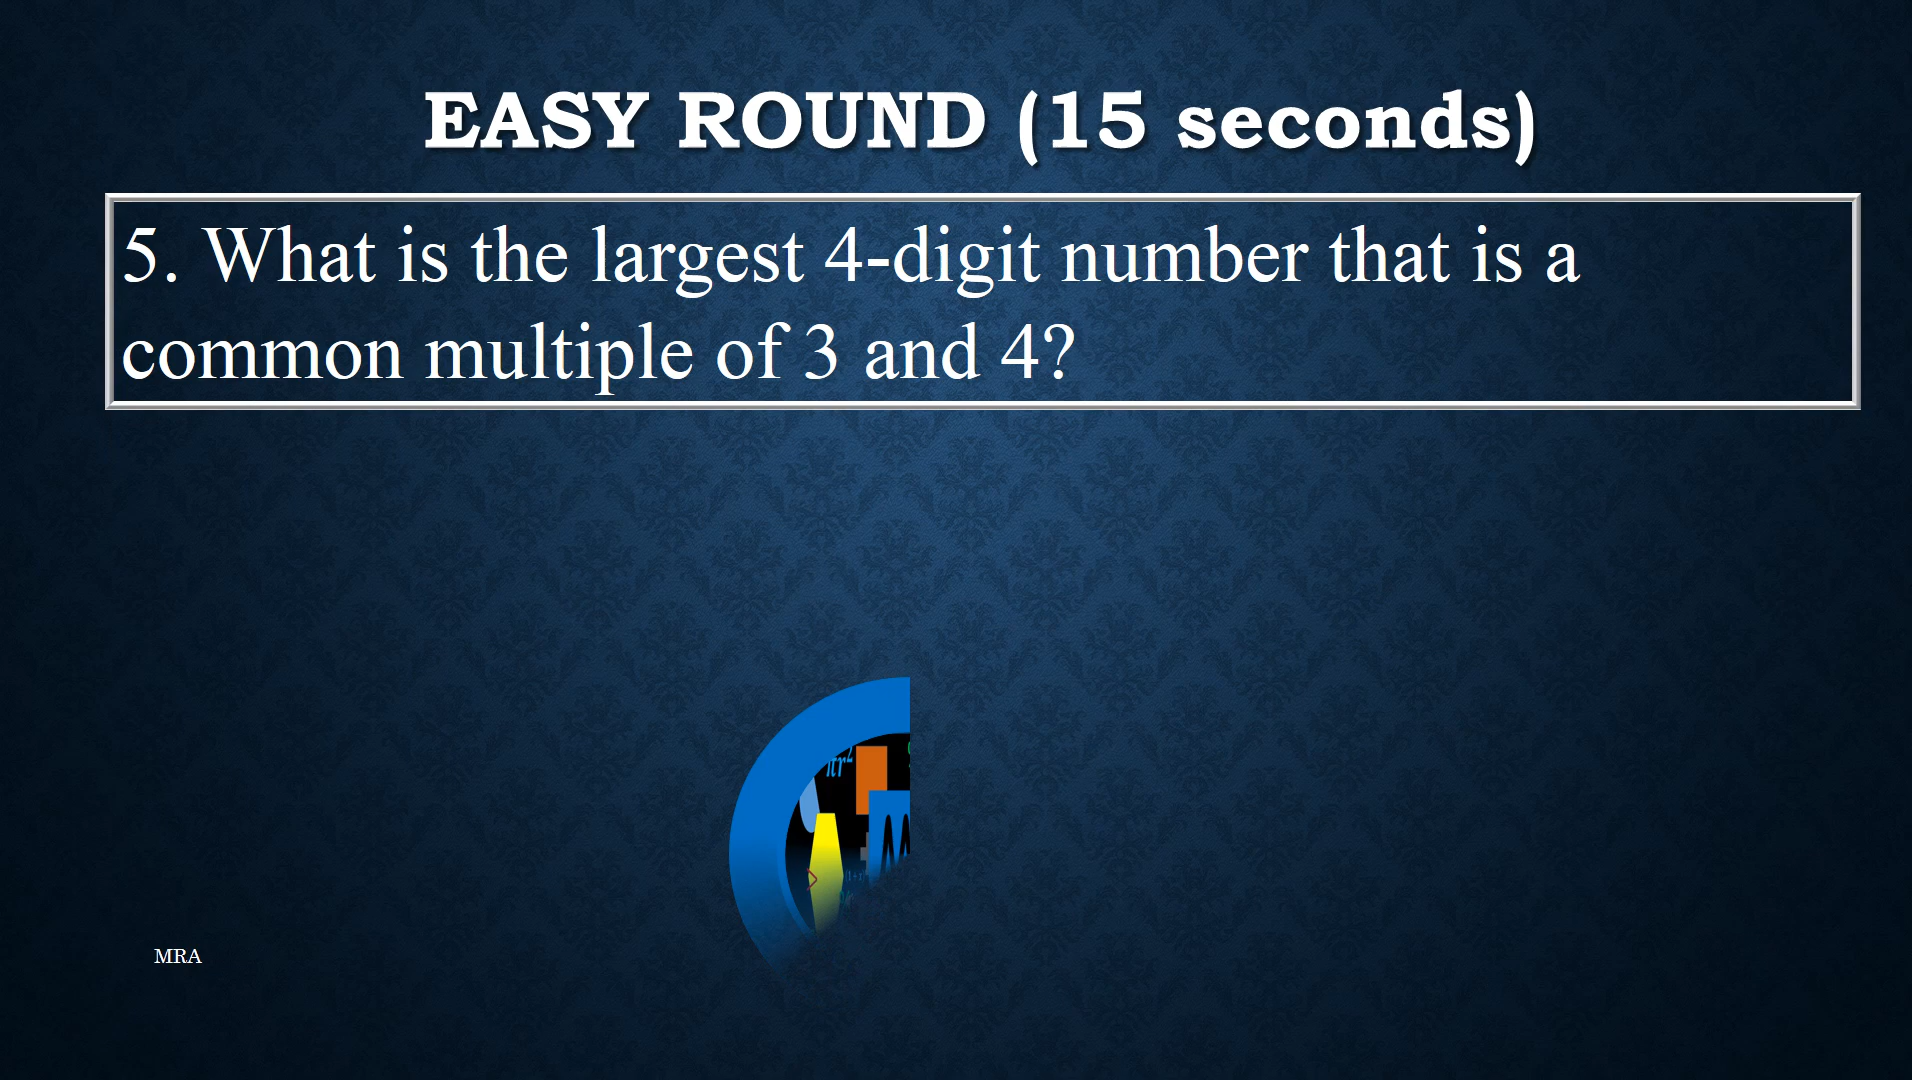 EASY ROUND (15 seconds)
5. What is the largest 4-digit number that is a
common multiple of 3 and 4?
πr²
MRA